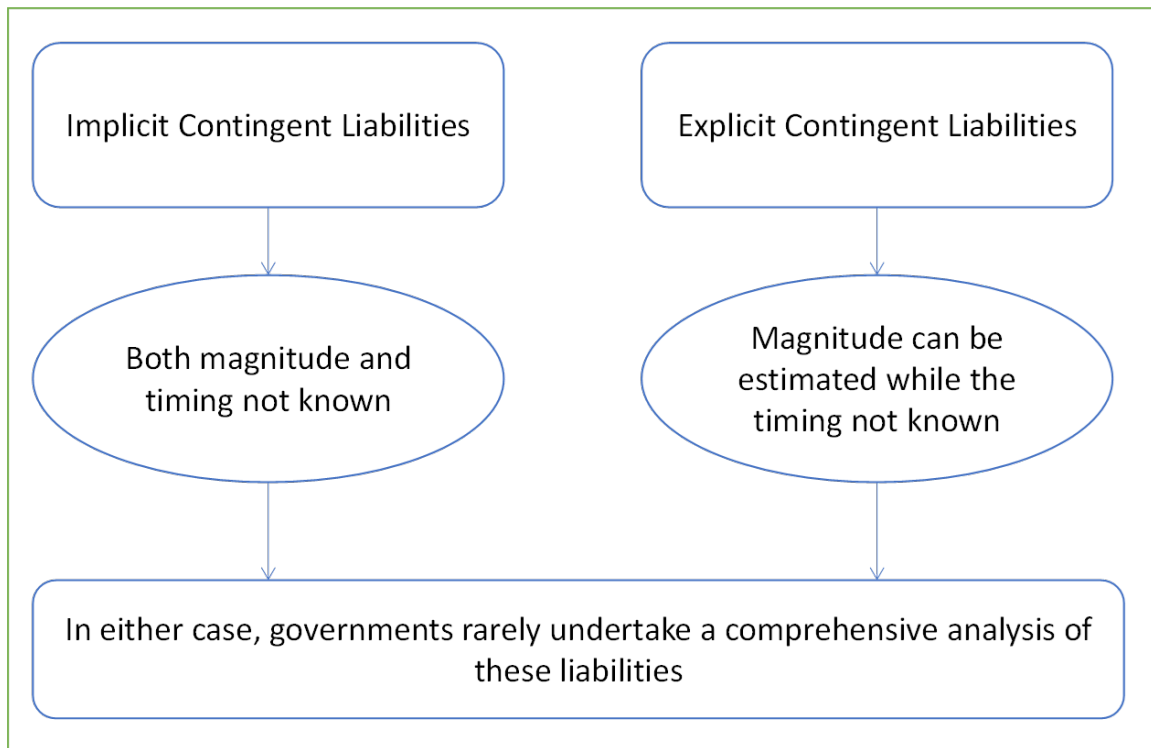 Implicit Contingent Liabilities
Explicit Contingent Liabilities
Both magnitude and
timing not known
Magnitude can be
estimated while the
timing not known
In either case, governments rarely undertake a comprehensive analysis of
these liabilities